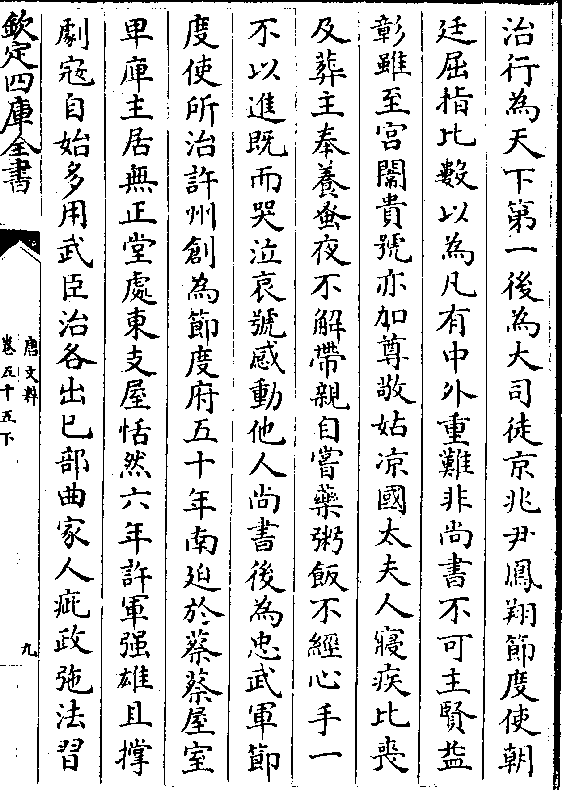 治行為天下第一後為大司徒京兆尹鳳翔節度使朝
廷屈指比數以為凡有中外重難非尚書不可主賢益
彰雖至宮閫貴號亦加尊敬姑凉國太夫人寢疾比喪
及葬主奉養蚤夜不解帶親自嘗藥粥飯不經心手一
不以進既而哭泣哀號感動他人尚書後為忠武軍節
度使所治許州創為節度府五十年南迫於蔡蔡屋室
卑庫主居無正堂處東支屋恬然六年許軍强雄且撑
劇寇自始多用武臣治各出已部曲家人疵政弛法習
欽定四庫全書
唐文粹
卷五十五下
九